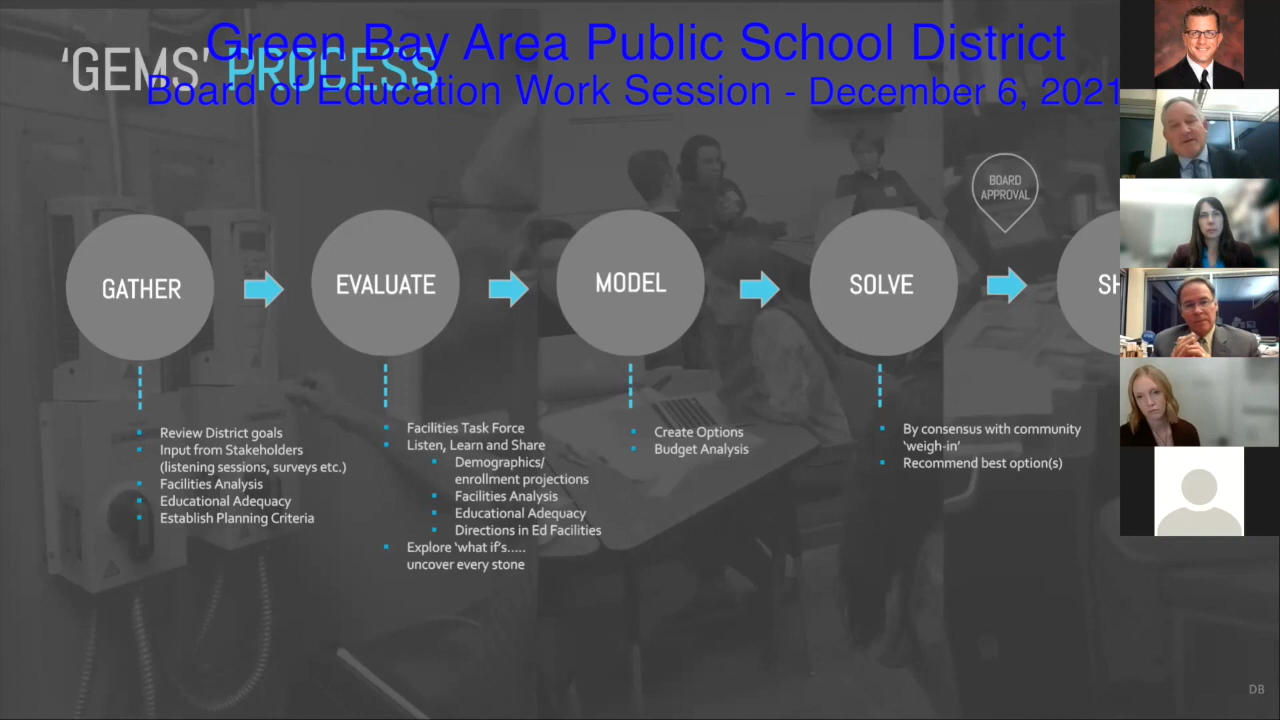 Green Bay Area Public School District
Board of Education Work Session - December 6, 2021
‘GEMS’ PROCESS
BOARD
APPROVAL
GATHER
EVALUATE
MODEL
SOLVE
SH
Review District goals
Input from Stakeholders
(listening sessions, surveys etc.)
Facilities Analysis
Educational Adequacy
Establish Planning Criteria
Facilities Task Force
Listen, Learn and Share
Demographics/
enrollment projections
Facilities Analysis
Educational Adequacy
Directions in Ed Facilities
Explore ‘what if’s.....
uncover every stone
Create Options
Budget Analysis
By consensus with community
‘weigh-in’
Recommend best option(s)
DB